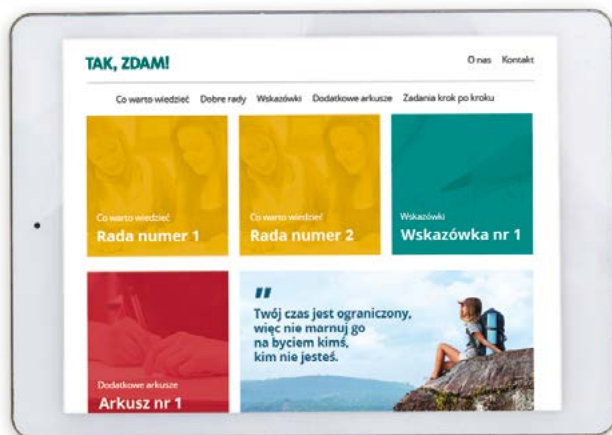 TAK, ZDAM!
O nas Kontakt
Co warto wiedzieć Dobre rady Wskazówki Dodatkowe arkusze Zadania krok po kroku
Co warto wiedzieć
Rada numer 1
Co warto wiedzieć
Rada numer 2
Wskazówki
Wskazówka nr 1
Dodatkowe arkusze
Arkusz nr 1
"
Twój czas jest ograniczony,
więc nie marnuj go
na byciem kimś,
kim nie jesteś.